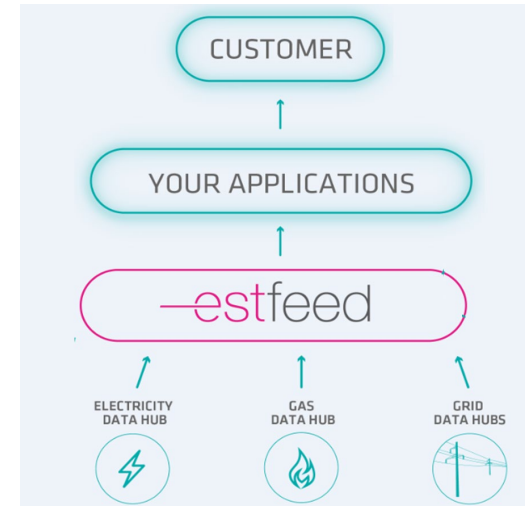 CUSTOMER
YOUR APPLICATIONS
estfeed
ELECTRICITY
DATA HUB
GAS
DATA HUB
GRID
DATA HUBS